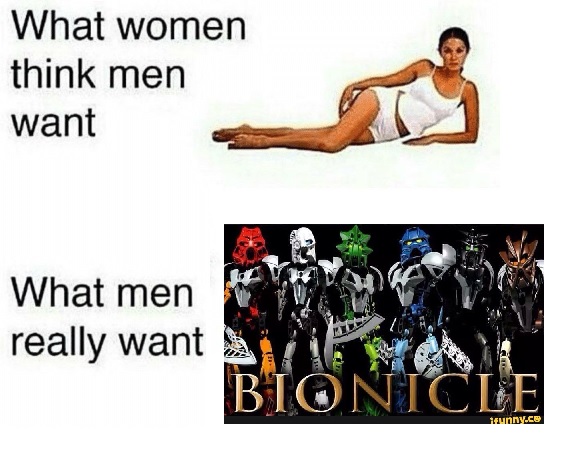 What women
think men
want
What men
really want
BIONICLE
ifunny.co